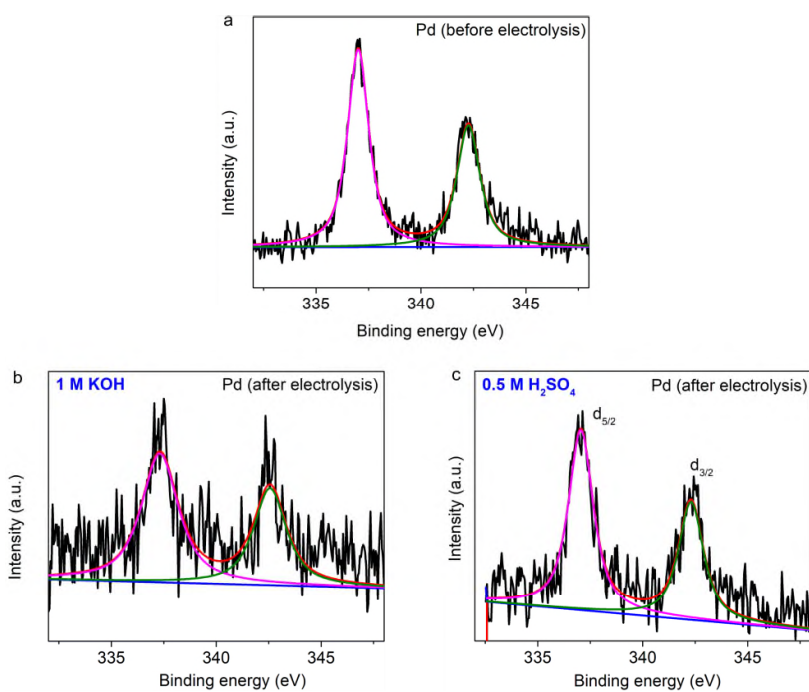 a
Pd (before electrolysis)
Intensity (a.u.)
335 340 345
Binding energy (eV)
b
1 M KOH
Pd (after electrolysis)
Intensity (a.u.)
335 340 345
Binding energy (eV)
c
0.5 M H₂SO₄
Pd (after electrolysis)
d₅/₂
d₃/₂
Intensity (a.u.)
335 340 345
Binding energy (eV)